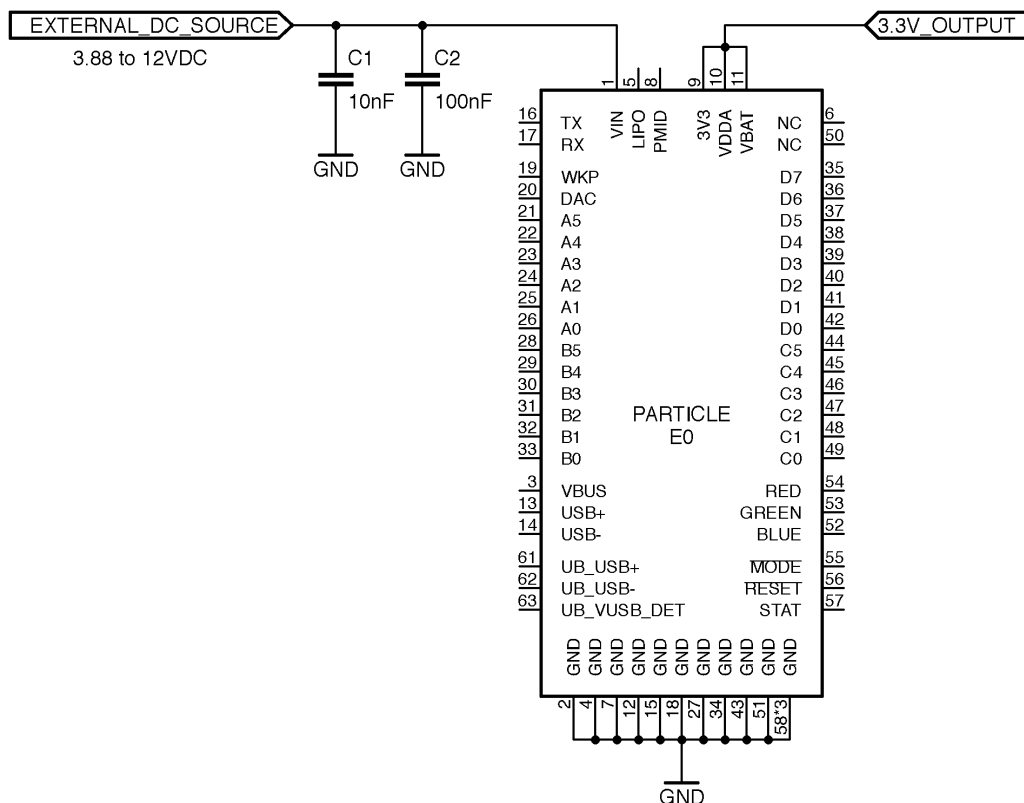 EXTERNAL_DC_SOURCE
3.3V_OUTPUT
3.88 to 12VDC
C1
C2
10nF
100nF
GND
GND
1 5 8 9 10 11
VIN LIPO PMID 3V3 VDDA VBAT
16 TX NC 6
17 RX NC 50
19 WKP D7 35
20 DAC D6 36
21 A5 D5 37
22 A4 D4 38
23 A3 D3 39
24 A2 D2 40
25 A1 D1 41
26 A0 D0 42
28 B5 C5 44
29 B4 C4 45
30 B3 C3 46
31 B2 C2 47
32 B1 C1 48
33 B0 C0 49
PARTICLE
E0
3 VBUS RED 54
13 USB+ GREEN 53
14 USB- BLUE 52
61 UB_USB+ MODE 55
62 UB_USB- RESET 56
63 UB_VUSB_DET STAT 57
GND GND GND GND GND GND GND GND GND GND GND
2 4 7 12 15 18 27 34 43 51 58*3
GND